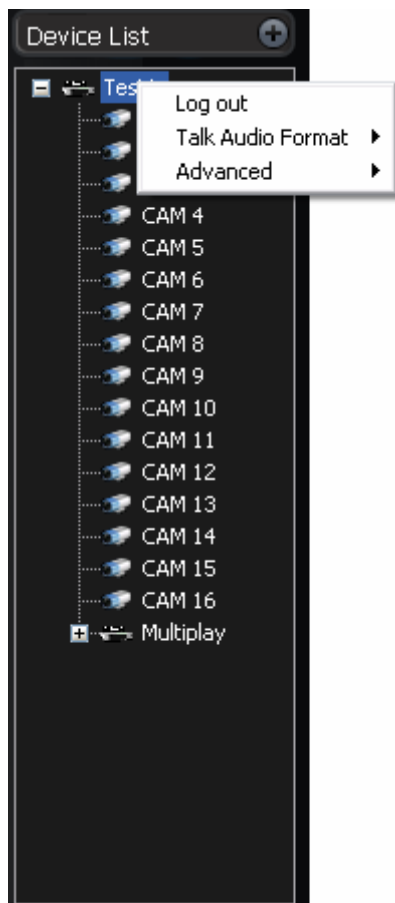 Device List
Log out
Talk Audio Format
Advanced
CAM 4
CAM 5
CAM 6
CAM 7
CAM 8
CAM 9
CAM 10
CAM 11
CAM 12
CAM 13
CAM 14
CAM 15
CAM 16
Multiplay